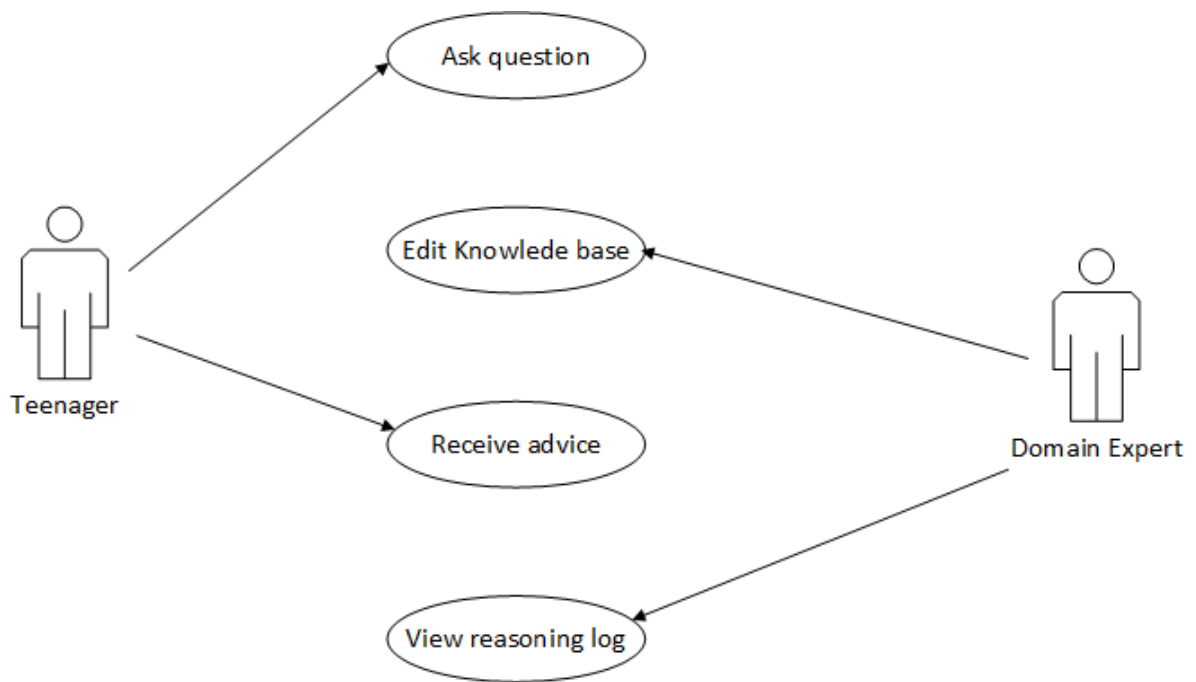 Ask question
Edit Knowlede base
Teenager
Receive advice
Domain Expert
View reasoning log